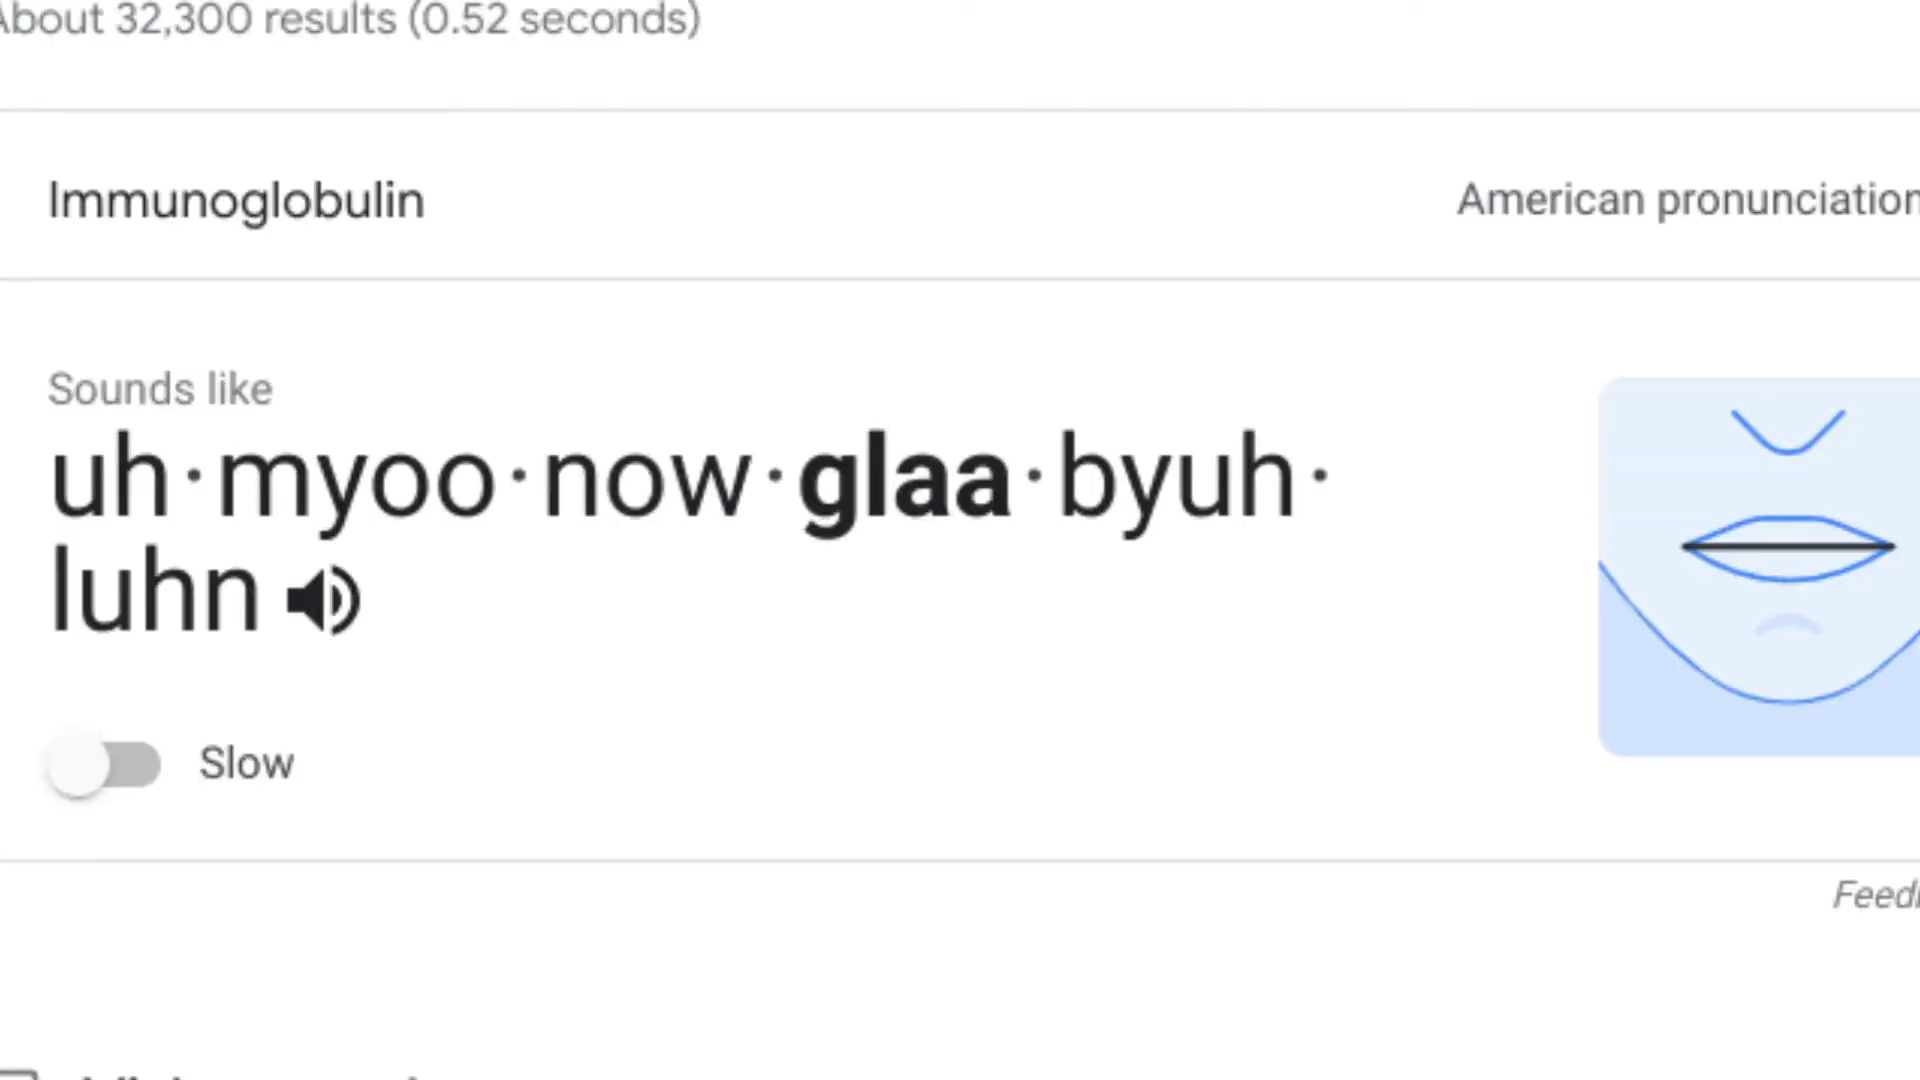 About 32,300 results (0.52 seconds)
Immunoglobulin
American pronunciation
Sounds like
uh·myoo·now·glaa·byuh·
luhn
Slow